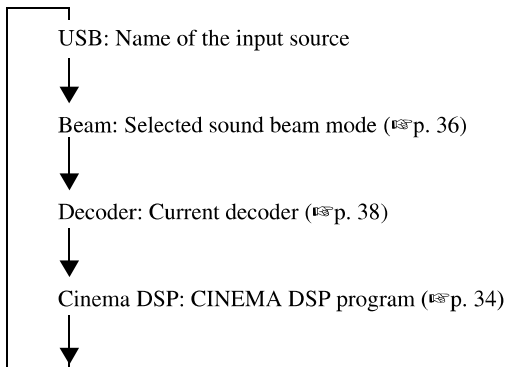 USB: Name of the input source
Beam: Selected sound beam mode (☞p. 36)
Decoder: Current decoder (☞p. 38)
Cinema DSP: CINEMA DSP program (☞p. 34)